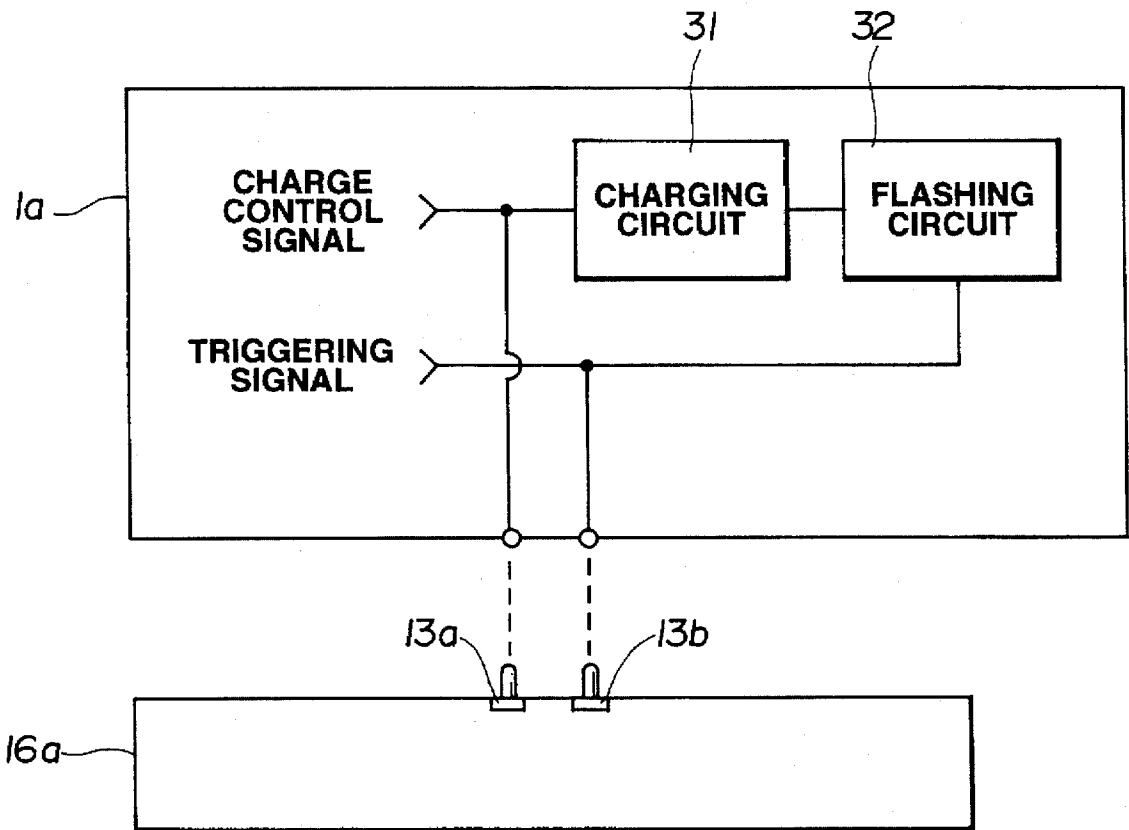 31
32
1a
CHARGE
CONTROL
SIGNAL
CHARGING
CIRCUIT
FLASHING
CIRCUIT
TRIGGERING
SIGNAL
13a
13b
16a